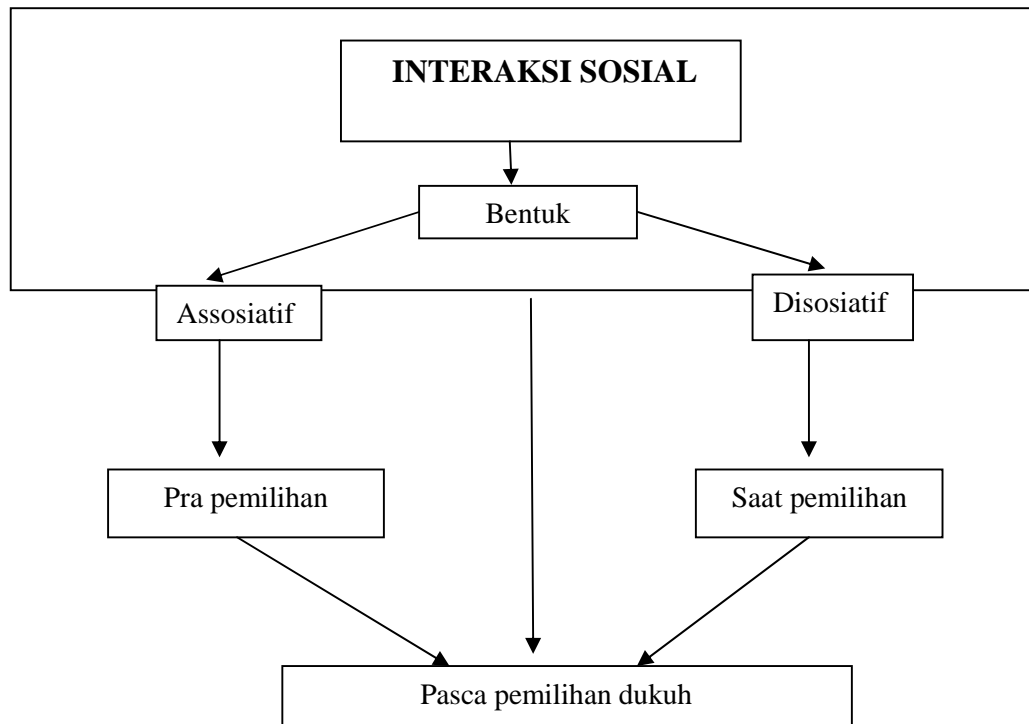 INTERAKSI SOSIAL
Bentuk
Assosiatif
Disosiatif
Pra pemilihan
Saat pemilihan
Pasca pemilihan dukuh